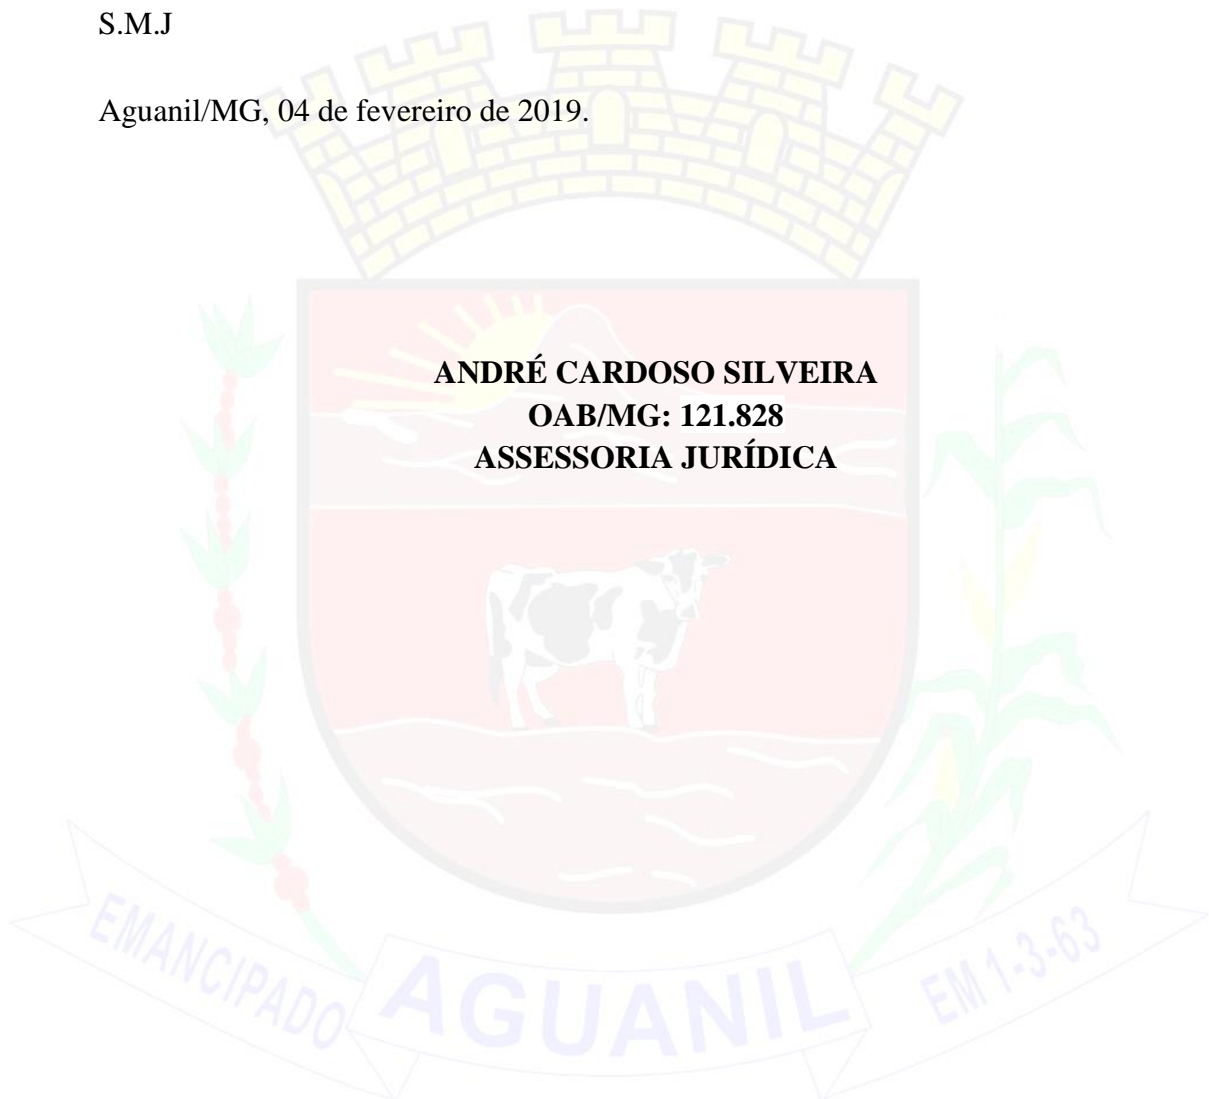 S.M.J
Aguanil/MG, 04 de fevereiro de 2019.
ANDRÉ CARDOSO SILVEIRA
OAB/MG: 121.828
ASSESSORIA JURÍDICA
EMANCIPADO
AGUANIL
EM 1-3-63